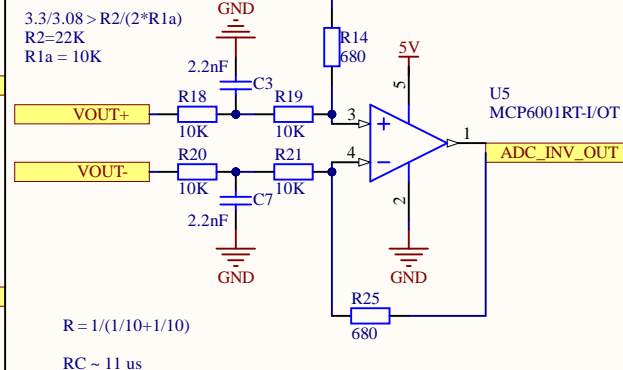 GND
3.3/3.08 > R2/(2*R1a)
R2=22K
R1a = 10K
R14
680
5V
2.2nF
C3
5
U5
MCP6001RT-I/OT
R18
R19
VOUT+
10K
10K
3
1
ADC_INV_OUT
R20
R21
4
VOUT-
10K
10K
C7
2.2nF
2
GND
GND
R25
680
R = 1/(1/10+1/10)
RC ~ 11 us